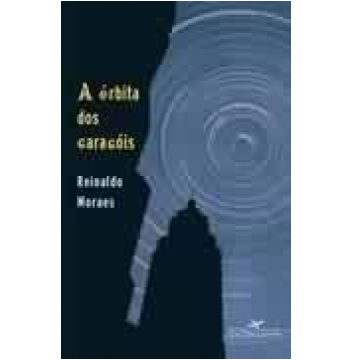 A órbita
dos
caracóis
Reinaldo
Moraes